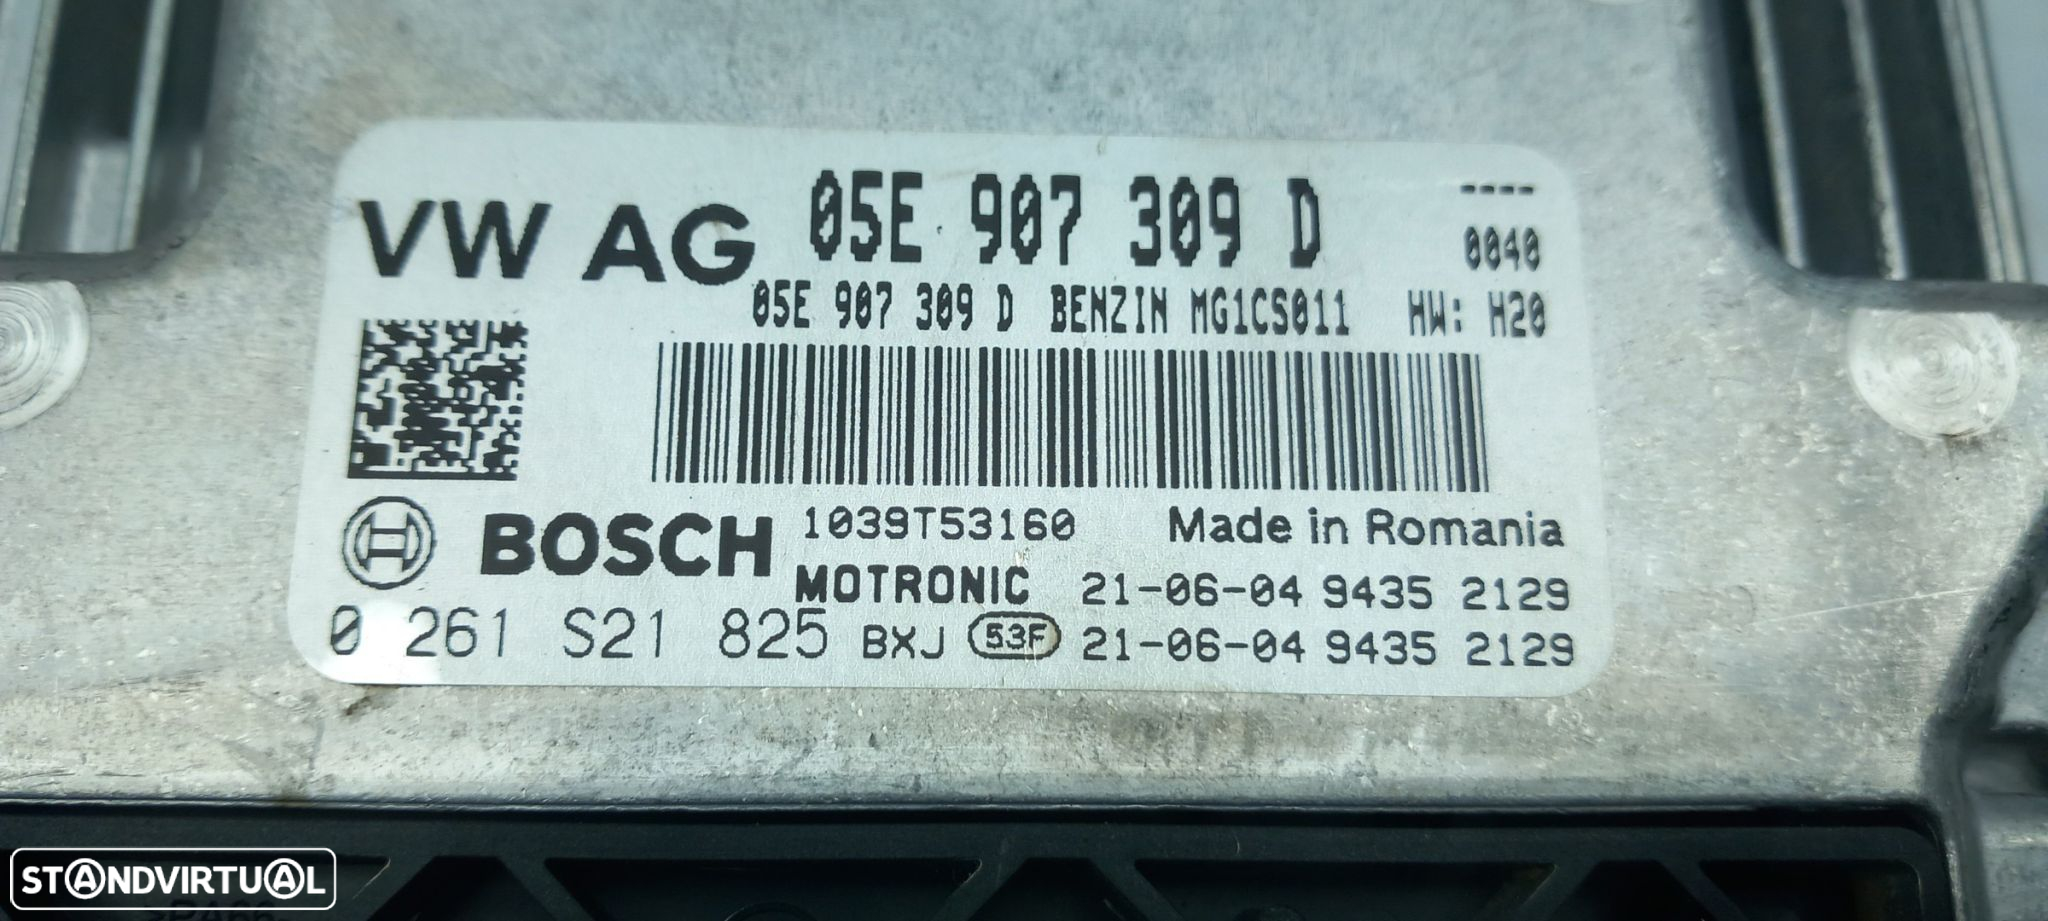 VW AG 05E 907 309 D ----
0040
05E 907 309 D BENZIN MG1CS011 HW: H20
BOSCH 1039T53160 Made in Romania
MOTRONIC 21-06-04 9435 2129
0 261 S21 825 BXJ 53F 21-06-04 9435 2129
STANDVIRTUAL
>PA66-